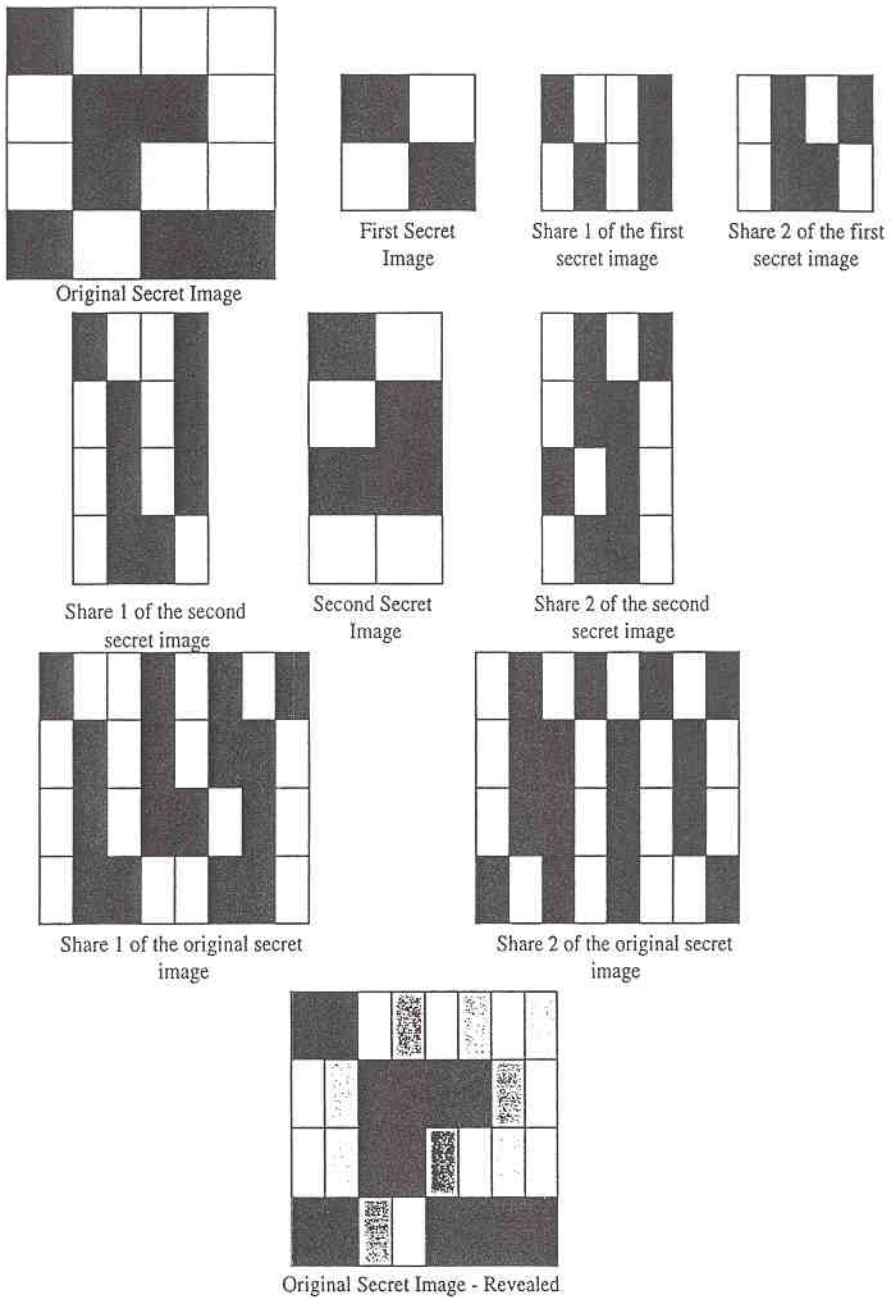 First Secret
Image
Share 1 of the first
secret image
Share 2 of the first
secret image
Original Secret Image
Share 1 of the second
secret image
Second Secret
Image
Share 2 of the second
secret image
Share 1 of the original secret
image
Share 2 of the original secret
image
Original Secret Image - Revealed